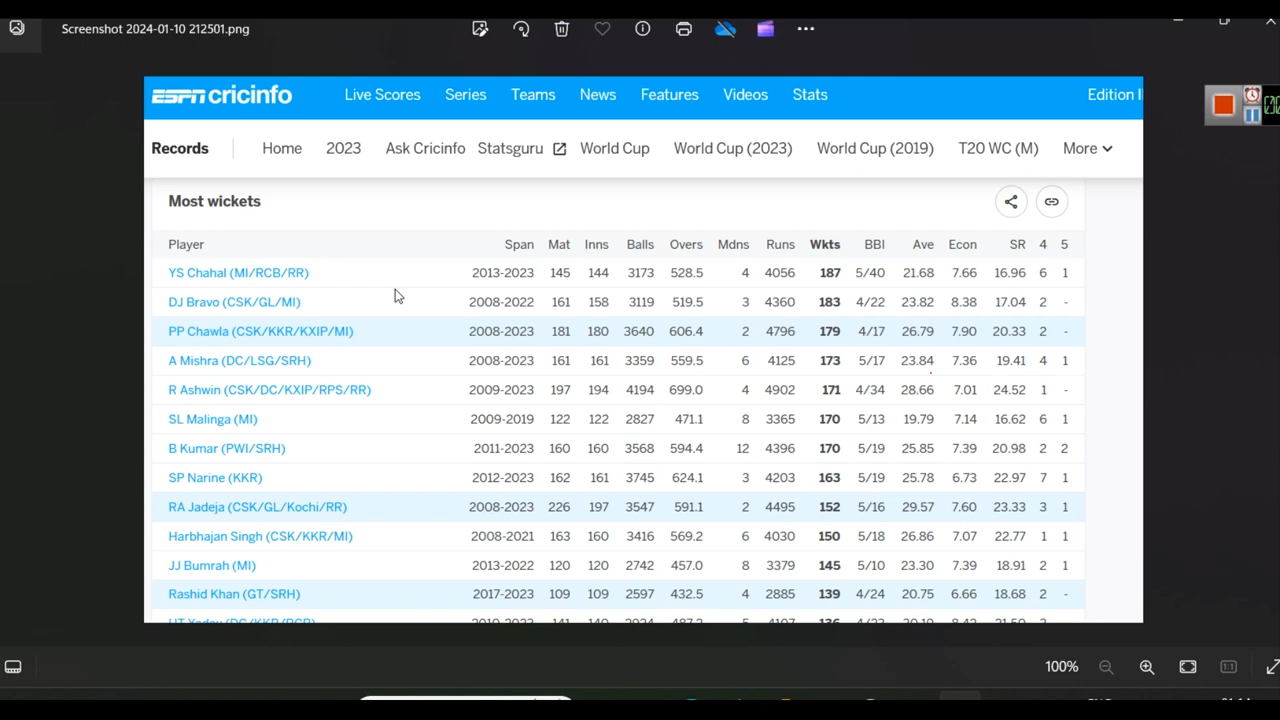 Screenshot 2024-01-10 212501.png
ESPN cricinfo Live Scores Series Teams News Features Videos Stats Edition I
Records Home 2023 Ask Cricinfo Statsguru World Cup World Cup (2023) World Cup (2019) T20 WC (M) More
Most wickets
Player Span Mat Inns Balls Overs Mdns Runs Wkts BBI Ave Econ SR 4 5
YS Chahal (MI/RCB/RR) 2013-2023 145 144 3173 528.5 4 4056 187 5/40 21.68 7.66 16.96 6 1
DJ Bravo (CSK/GL/MI) 2008-2022 161 158 3119 519.5 3 4360 183 4/22 23.82 8.38 17.04 2 -
PP Chawla (CSK/KKR/KXIP/MI) 2008-2023 181 180 3640 606.4 2 4796 179 4/17 26.79 7.90 20.33 2 -
A Mishra (DC/LSG/SRH) 2008-2023 161 161 3359 559.5 6 4125 173 5/17 23.84 7.36 19.41 4 1
R Ashwin (CSK/DC/KXIP/RPS/RR) 2009-2023 197 194 4194 699.0 4 4902 171 4/34 28.66 7.01 24.52 1 -
SL Malinga (MI) 2009-2019 122 122 2827 471.1 8 3365 170 5/13 19.79 7.14 16.62 6 1
B Kumar (PWI/SRH) 2011-2023 160 160 3568 594.4 12 4396 170 5/19 25.85 7.39 20.98 2 2
SP Narine (KKR) 2012-2023 162 161 3745 624.1 3 4203 163 5/19 25.78 6.73 22.97 7 1
RA Jadeja (CSK/GL/Kochi/RR) 2008-2023 226 197 3547 591.1 2 4495 152 5/16 29.57 7.60 23.33 3 1
Harbhajan Singh (CSK/KKR/MI) 2008-2021 163 160 3416 569.2 6 4030 150 5/18 26.86 7.07 22.77 1 1
JJ Bumrah (MI) 2013-2022 120 120 2742 457.0 8 3379 145 5/10 23.30 7.39 18.91 2 1
Rashid Khan (GT/SRH) 2017-2023 109 109 2597 432.5 4 2885 139 4/24 20.75 6.66 18.68 2 -
100%